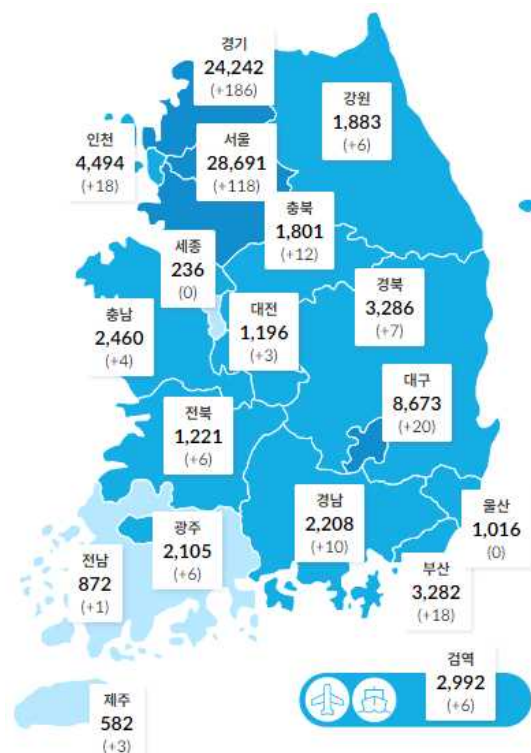 경기
24,242
(+186)
강원
1,883
(+6)
인천
4,494
(+18)
서울
28,691
(+118)
충북
1,801
(+12)
세종
236
(0)
경북
3,286
(+7)
충남
2,460
(+4)
대전
1,196
(+3)
대구
8,673
(+20)
전북
1,221
(+6)
경남
2,208
(+10)
울산
1,016
(0)
광주
2,105
(+6)
전남
872
(+1)
부산
3,282
(+18)
검역
2,992
(+6)
제주
582
(+3)